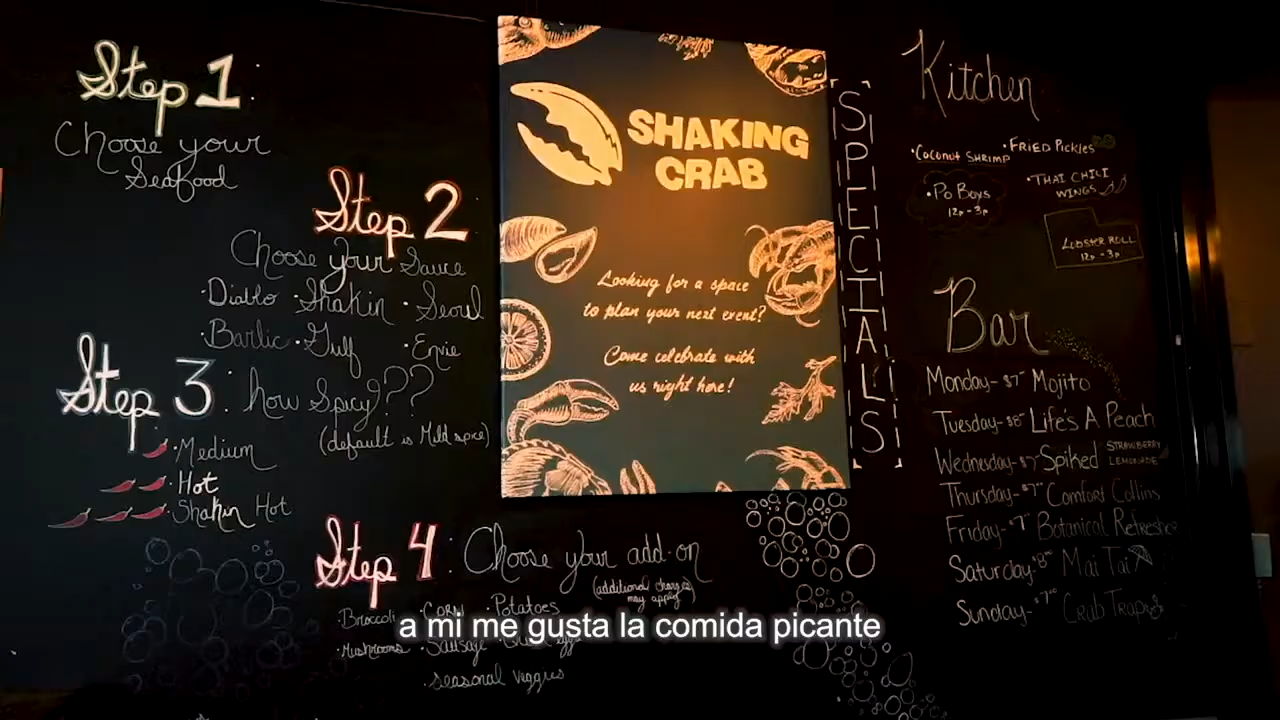 Step 1:
Choose your
Seafood
Step 2
Choose your Sauce
·Diablo ·Shakin ·Seoul
·Garlic ·Gulf ·Envie
Step 3: how Spicy??
(default is Mild spice)
·Medium
·Hot
·Shakin Hot
Step 4: Choose your add-on
(additional charges
may apply)
·Broccoli ·Corn ·Potatoes
·Mushrooms ·Sausage
·seasonal veggies
SHAKING
CRAB
Looking for a space
to plan your next event?
Come celebrate with
us right here!
SPECIALS
Kitchen
·Coconut SHRIMP ·FRIED PickleS
·Po Boys
12p-3p
·THAI CHILI
WINGS
LOBSTER ROLL
12p-3p
Bar
Monday- $7 Mojito
Tuesday- $8 Life's A Peach
Wednesday- $7 Spiked STRAWBERRY
LEMONADE
Thursday- $7 Comfort Collins
Friday- $7 Botanical Refresher
Saturday- $8 Mai Tai
Sunday- $7 Crab Trap
a mi me gusta la comida picante